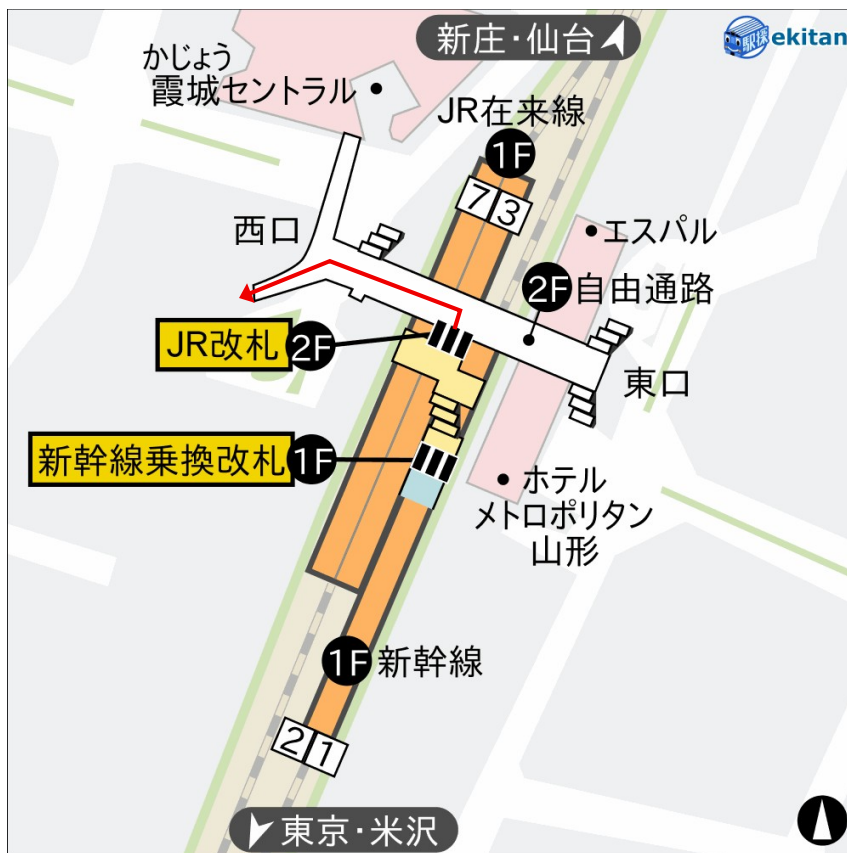 新庄・仙台
駅探 ekitan
かじょう
霞城セントラル
JR在来線
1F
7 3
西口
エスパル
2F 自由通路
JR改札 2F
東口
新幹線乗換改札 1F
ホテル
メトロポリタン
山形
1F 新幹線
2 1
東京・米沢